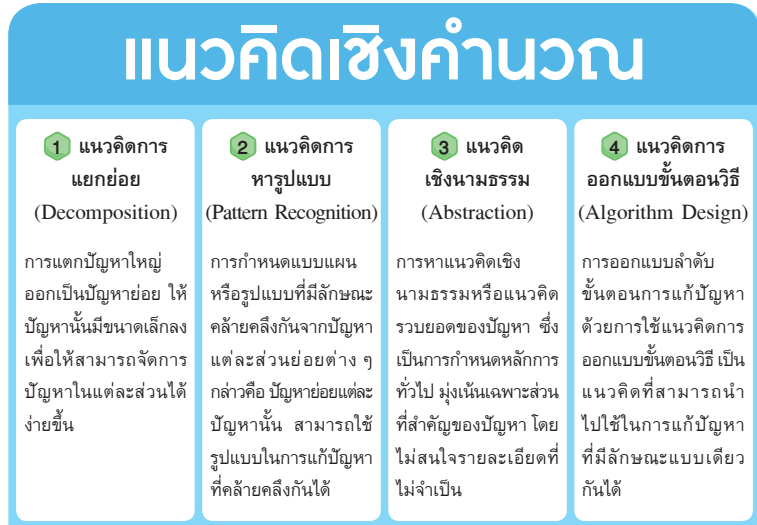 แนวคิดเชิงคำนวณ
1 แนวคิดการ
แยกย่อย
(Decomposition)
การแตกปัญหาใหญ่
ออกเป็นปัญหาย่อย ให้
ปัญหานั้นมีขนาดเล็กลง
เพื่อให้สามารถจัดการ
ปัญหาในแต่ละส่วนได้
ง่ายขึ้น
2 แนวคิดการ
หารูปแบบ
(Pattern Recognition)
การกำหนดแบบแผน
หรือรูปแบบที่มีลักษณะ
คล้ายคลึงกันจากปัญหา
แต่ละส่วนย่อยต่าง ๆ
กล่าวคือ ปัญหาย่อยแต่ละ
ปัญหานั้น สามารถใช้
รูปแบบในการแก้ปัญหา
ที่คล้ายคลึงกันได้
3 แนวคิด
เชิงนามธรรม
(Abstraction)
การหาแนวคิดเชิง
นามธรรมหรือแนวคิด
รวบยอดของปัญหา ซึ่ง
เป็นการกำหนดหลักการ
ทั่วไป มุ่งเน้นเฉพาะส่วน
ที่สำคัญของปัญหา โดย
ไม่สนใจรายละเอียดที่
ไม่จำเป็น
4 แนวคิดการ
ออกแบบขั้นตอนวิธี
(Algorithm Design)
การออกแบบลำดับ
ขั้นตอนการแก้ปัญหา
ด้วยการใช้แนวคิดการ
ออกแบบขั้นตอนวิธี เป็น
แนวคิดที่สามารถนำ
ไปใช้ในการแก้ปัญหา
ที่มีลักษณะแบบเดียว
กันได้